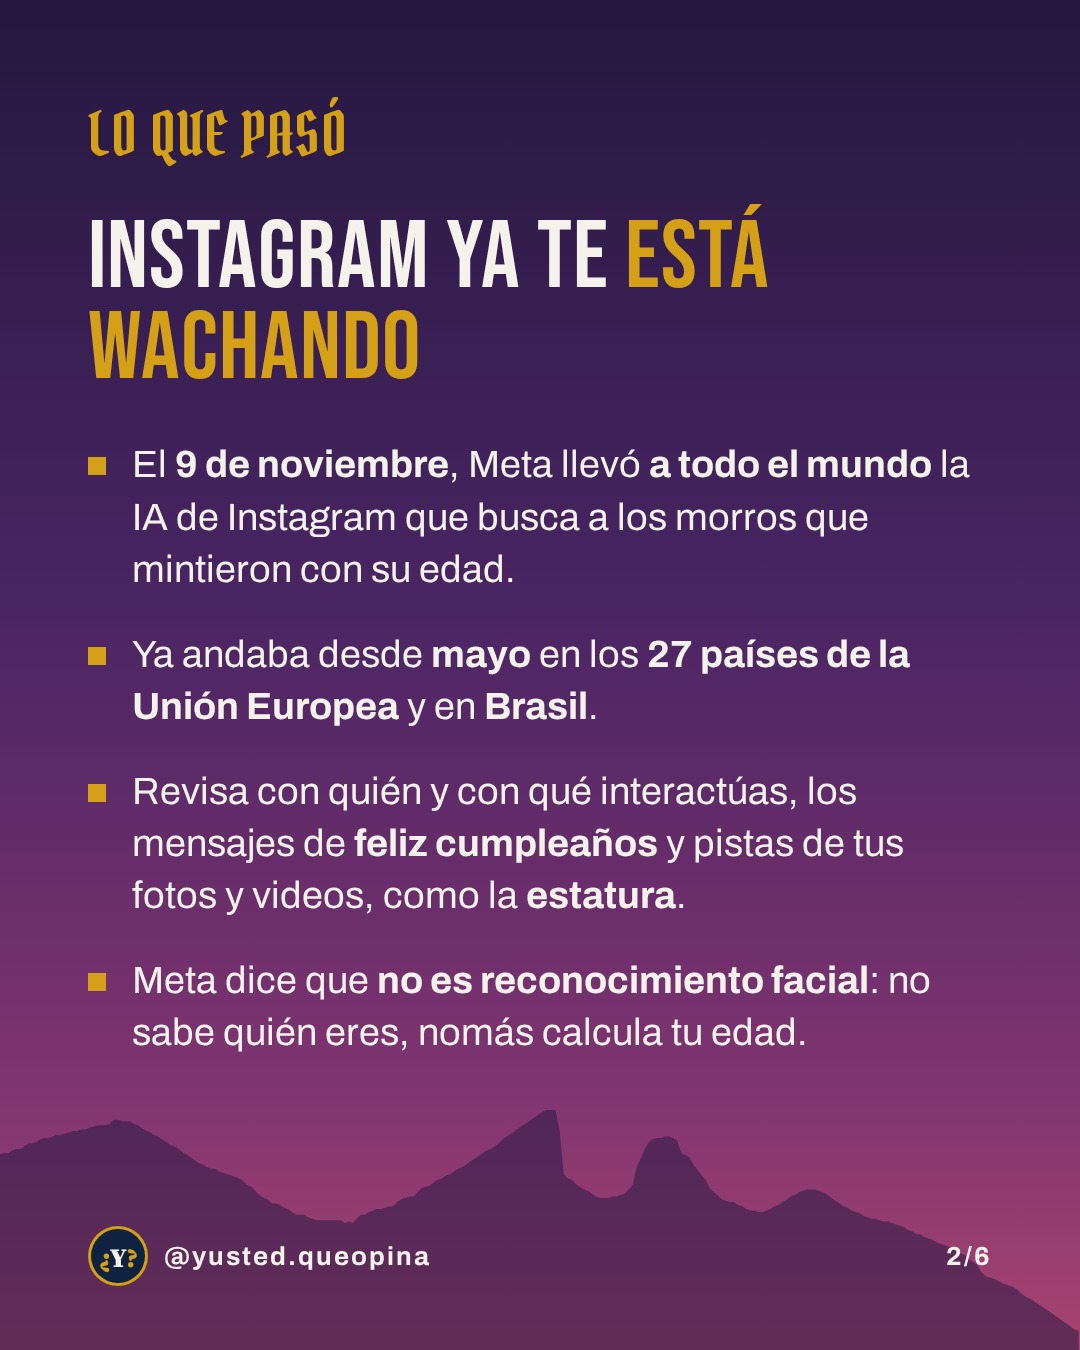 LO QUE PASÓ
INSTAGRAM YA TE ESTÁ
WACHANDO
El 9 de noviembre, Meta llevó a todo el mundo la
IA de Instagram que busca a los morros que
mintieron con su edad.
Ya andaba desde mayo en los 27 países de la
Unión Europea y en Brasil.
Revisa con quién y con qué interactúas, los
mensajes de feliz cumpleaños y pistas de tus
fotos y videos, como la estatura.
Meta dice que no es reconocimiento facial: no
sabe quién eres, nomás calcula tu edad.
¿Y? @yusted.queopina
2/6